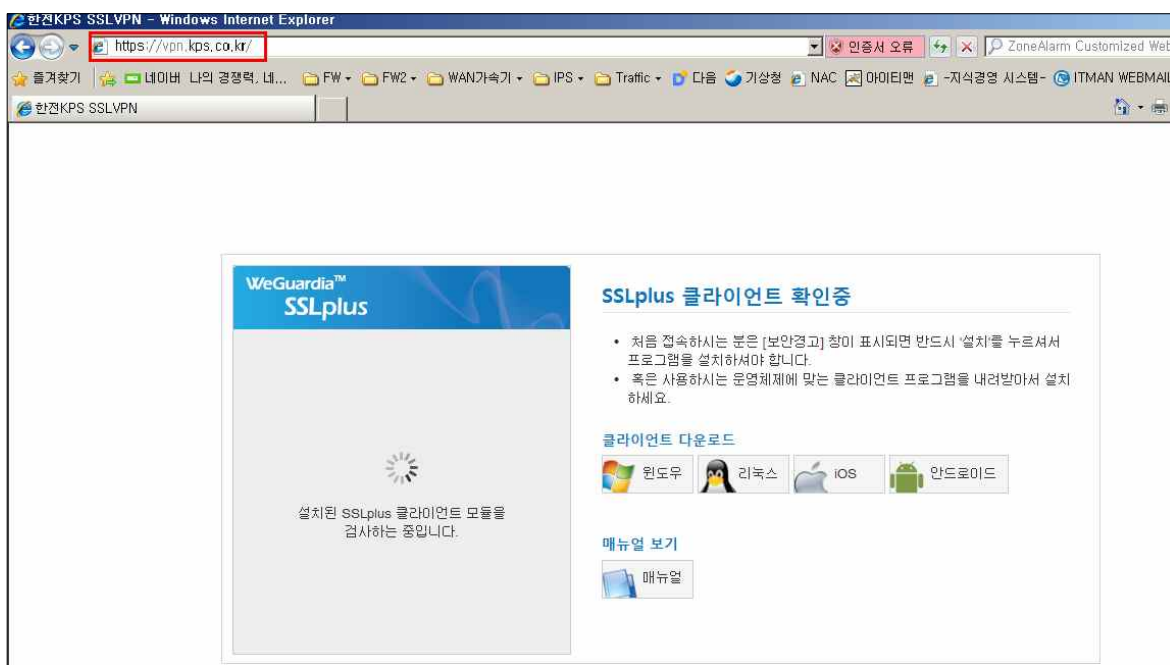 한전KPS SSLVPN - Windows Internet Explorer
https://vpn.kps.co.kr/
인증서 오류
ZoneAlarm Customized Web
즐겨찾기
네이버 나의 경쟁력, 네...
FW
FW2
WAN가속기
IPS
Traffic
다음
기상청
NAC
아이티맨
-지식경영 시스템-
ITMAN WEBMAIL
한전KPS SSLVPN
WeGuardia™
SSLplus
설치된 SSLplus 클라이언트 모듈을
검사하는 중입니다.
SSLplus 클라이언트 확인중
• 처음 접속하시는 분은 [보안경고] 창이 표시되면 반드시 '설치'를 누르셔서
프로그램을 설치하셔야 합니다.
• 혹은 사용하시는 운영체제에 맞는 클라이언트 프로그램을 내려받아서 설치
하세요.
클라이언트 다운로드
윈도우
리눅스
iOS
안드로이드
매뉴얼 보기
매뉴얼